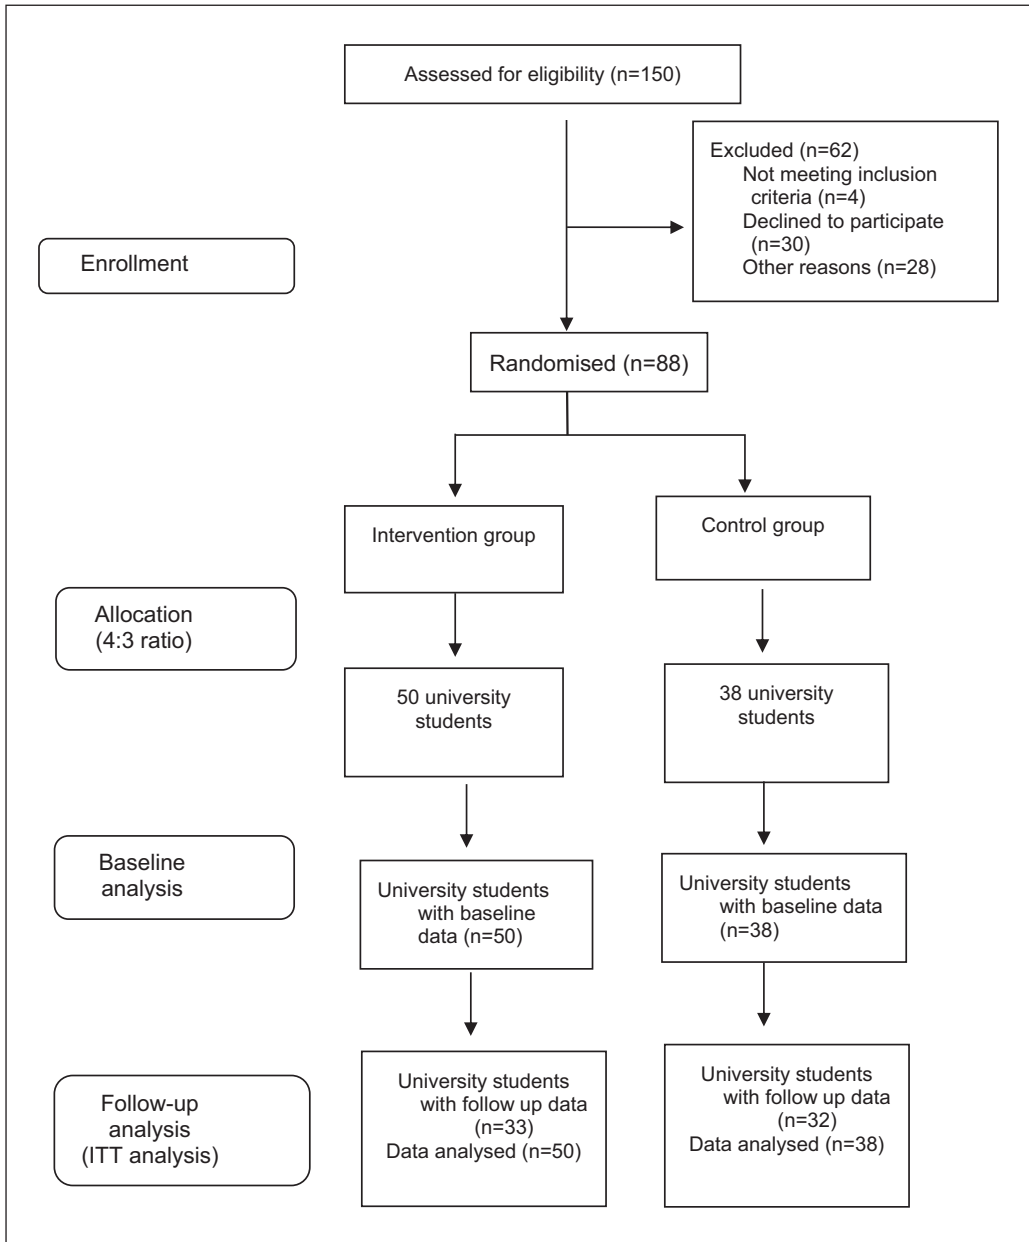 Assessed for eligibility (n=150)
Excluded (n=62)
Not meeting inclusion
criteria (n=4)
Declined to participate
(n=30)
Other reasons (n=28)
Enrollment
Randomised (n=88)
Intervention group
Control group
Allocation
(4:3 ratio)
50 university
students
38 university
students
Baseline
analysis
University students
with baseline
data (n=50)
University students
with baseline data
(n=38)
Follow-up
analysis
(ITT analysis)
University students
with follow up data
(n=33)
Data analysed (n=50)
University students
with follow up data
(n=32)
Data analysed (n=38)